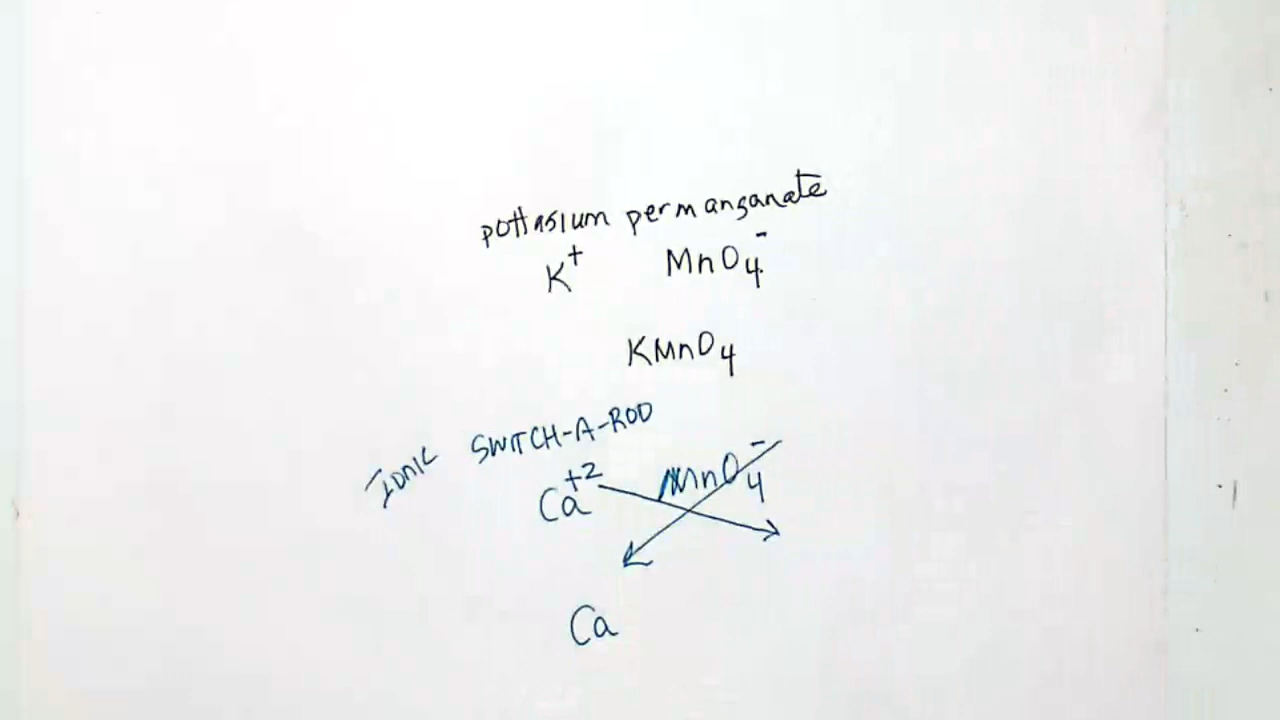 pottasium permanganate
K⁺ MnO₄⁻
KMnO₄
IONIC SWITCH-A-ROO
Ca⁺² MnO₄⁻
Ca